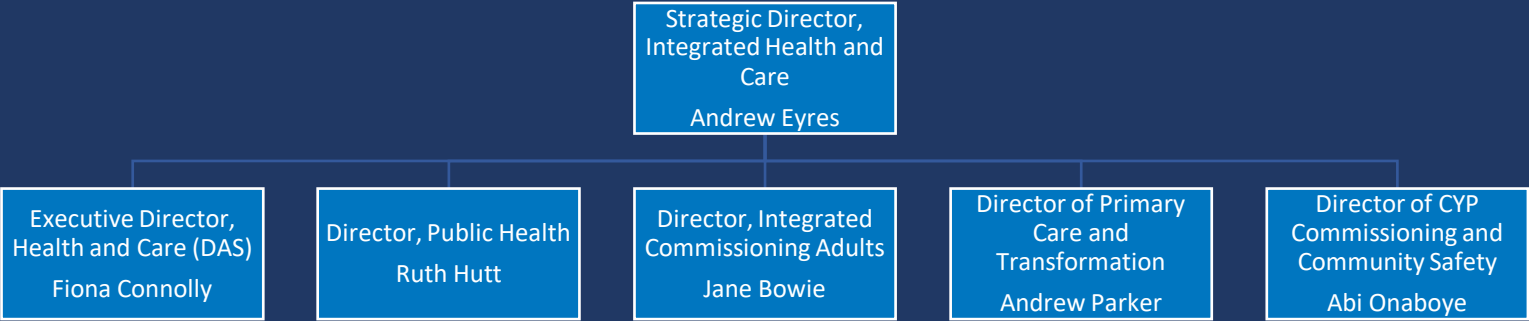 Strategic Director,
Integrated Health and
Care
Andrew Eyres
Executive Director,
Health and Care (DAS)
Fiona Connolly
Director, Public Health
Ruth Hutt
Director, Integrated
Commissioning Adults
Jane Bowie
Director of Primary
Care and
Transformation
Andrew Parker
Director of CYP
Commissioning and
Community Safety
Abi Onaboye